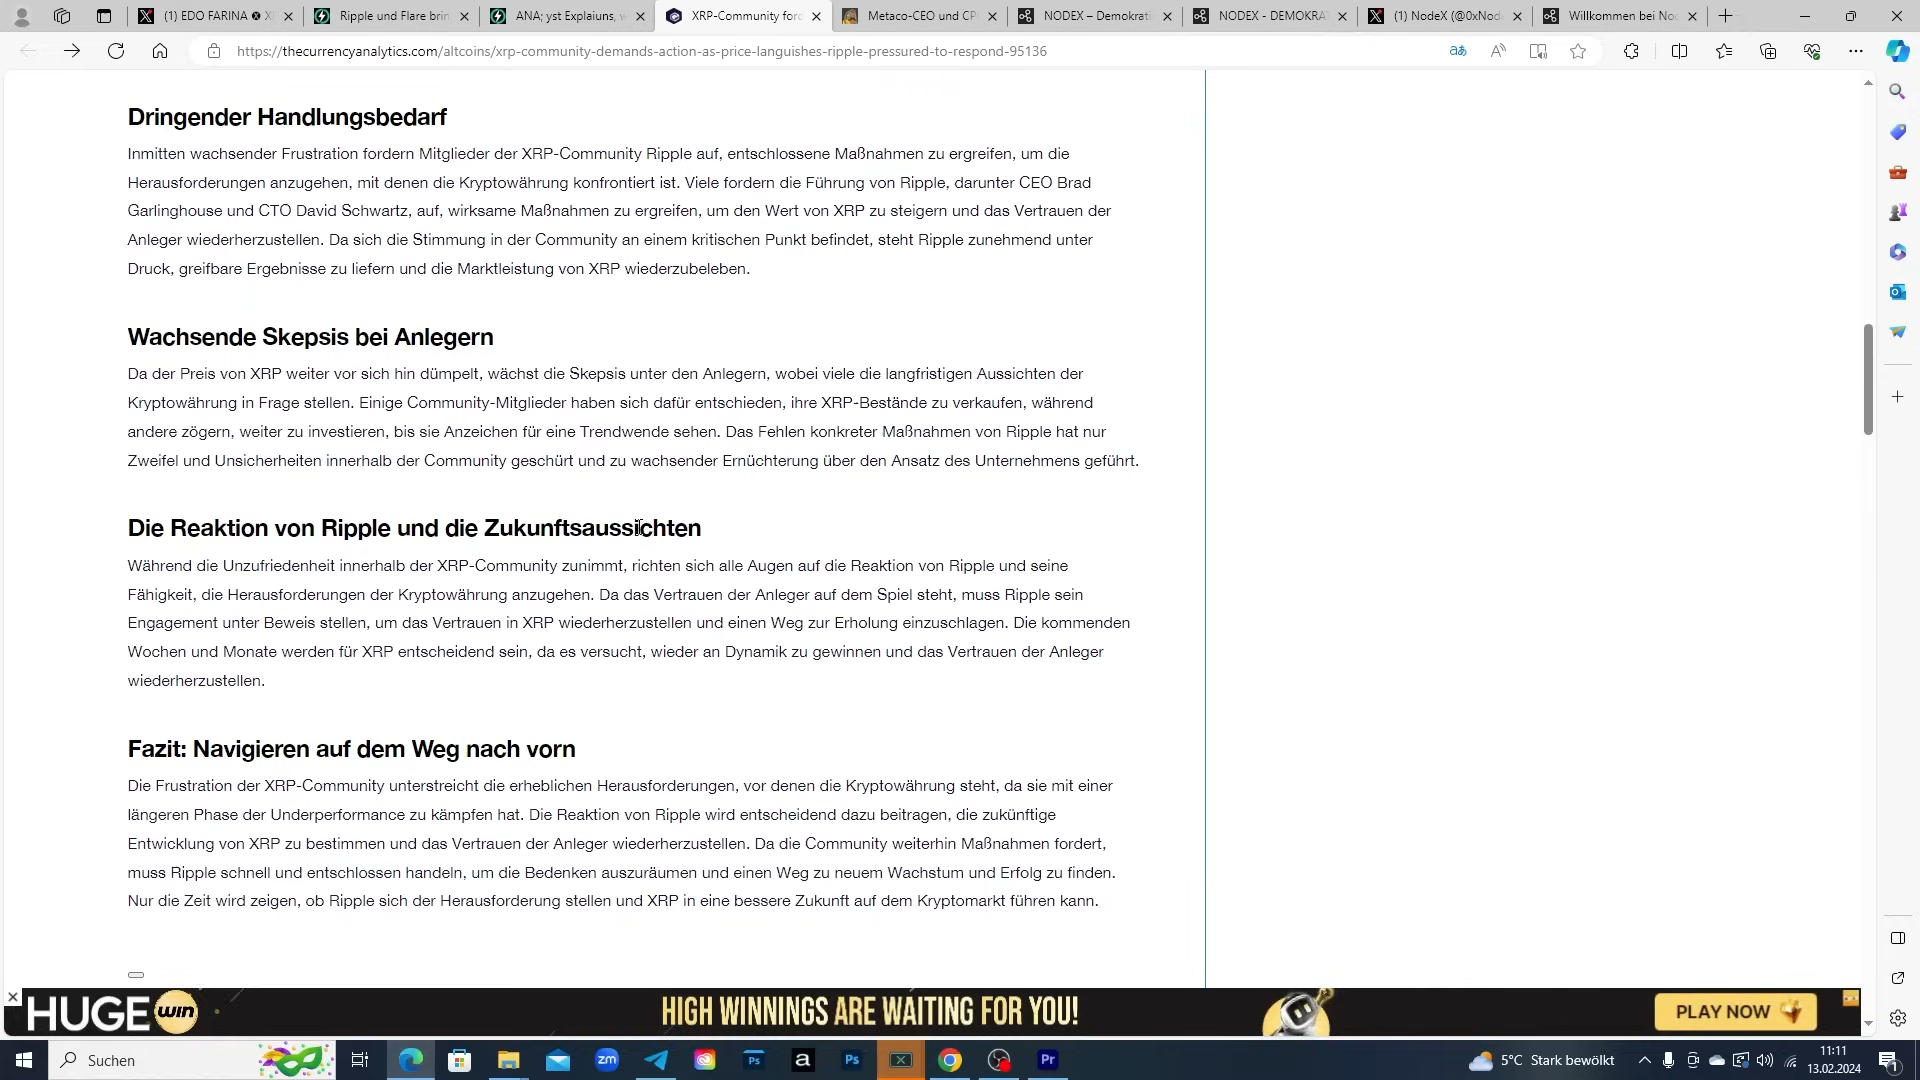 (1) EDO FARINA
Ripple und Flare brin
ANA; yst Explaiuns, w
XRP-Community for
Metaco-CEO und CP
NODEX – Demokrati
NODEX - DEMOKRA
(1) NodeX (@0xNod
Willkommen bei No
https://thecurrencyanalytics.com/altcoins/xrp-community-demands-action-as-price-languishes-ripple-pressured-to-respond-95136
Dringender Handlungsbedarf
Inmitten wachsender Frustration fordern Mitglieder der XRP-Community Ripple auf, entschlossene Maßnahmen zu ergreifen, um die
Herausforderungen anzugehen, mit denen die Kryptowährung konfrontiert ist. Viele fordern die Führung von Ripple, darunter CEO Brad
Garlinghouse und CTO David Schwartz, auf, wirksame Maßnahmen zu ergreifen, um den Wert von XRP zu steigern und das Vertrauen der
Anleger wiederherzustellen. Da sich die Stimmung in der Community an einem kritischen Punkt befindet, steht Ripple zunehmend unter
Druck, greifbare Ergebnisse zu liefern und die Marktleistung von XRP wiederzubeleben.
Wachsende Skepsis bei Anlegern
Da der Preis von XRP weiter vor sich hin dümpelt, wächst die Skepsis unter den Anlegern, wobei viele die langfristigen Aussichten der
Kryptowährung in Frage stellen. Einige Community-Mitglieder haben sich dafür entschieden, ihre XRP-Bestände zu verkaufen, während
andere zögern, weiter zu investieren, bis sie Anzeichen für eine Trendwende sehen. Das Fehlen konkreter Maßnahmen von Ripple hat nur
Zweifel und Unsicherheiten innerhalb der Community geschürt und zu wachsender Ernüchterung über den Ansatz des Unternehmens geführt.
Die Reaktion von Ripple und die Zukunftsaussichten
Während die Unzufriedenheit innerhalb der XRP-Community zunimmt, richten sich alle Augen auf die Reaktion von Ripple und seine
Fähigkeit, die Herausforderungen der Kryptowährung anzugehen. Da das Vertrauen der Anleger auf dem Spiel steht, muss Ripple sein
Engagement unter Beweis stellen, um das Vertrauen in XRP wiederherzustellen und einen Weg zur Erholung einzuschlagen. Die kommenden
Wochen und Monate werden für XRP entscheidend sein, da es versucht, wieder an Dynamik zu gewinnen und das Vertrauen der Anleger
wiederherzustellen.
Fazit: Navigieren auf dem Weg nach vorn
Die Frustration der XRP-Community unterstreicht die erheblichen Herausforderungen, vor denen die Kryptowährung steht, da sie mit einer
längeren Phase der Underperformance zu kämpfen hat. Die Reaktion von Ripple wird entscheidend dazu beitragen, die zukünftige
Entwicklung von XRP zu bestimmen und das Vertrauen der Anleger wiederherzustellen. Da die Community weiterhin Maßnahmen fordert,
muss Ripple schnell und entschlossen handeln, um die Bedenken auszuräumen und einen Weg zu neuem Wachstum und Erfolg zu finden.
Nur die Zeit wird zeigen, ob Ripple sich der Herausforderung stellen und XRP in eine bessere Zukunft auf dem Kryptomarkt führen kann.
HUGE win
HIGH WINNINGS ARE WAITING FOR YOU!
PLAY NOW
Suchen
zm
Ps
a
Ps
Pr
5°C Stark bewölkt
11:11
13.02.2024
1